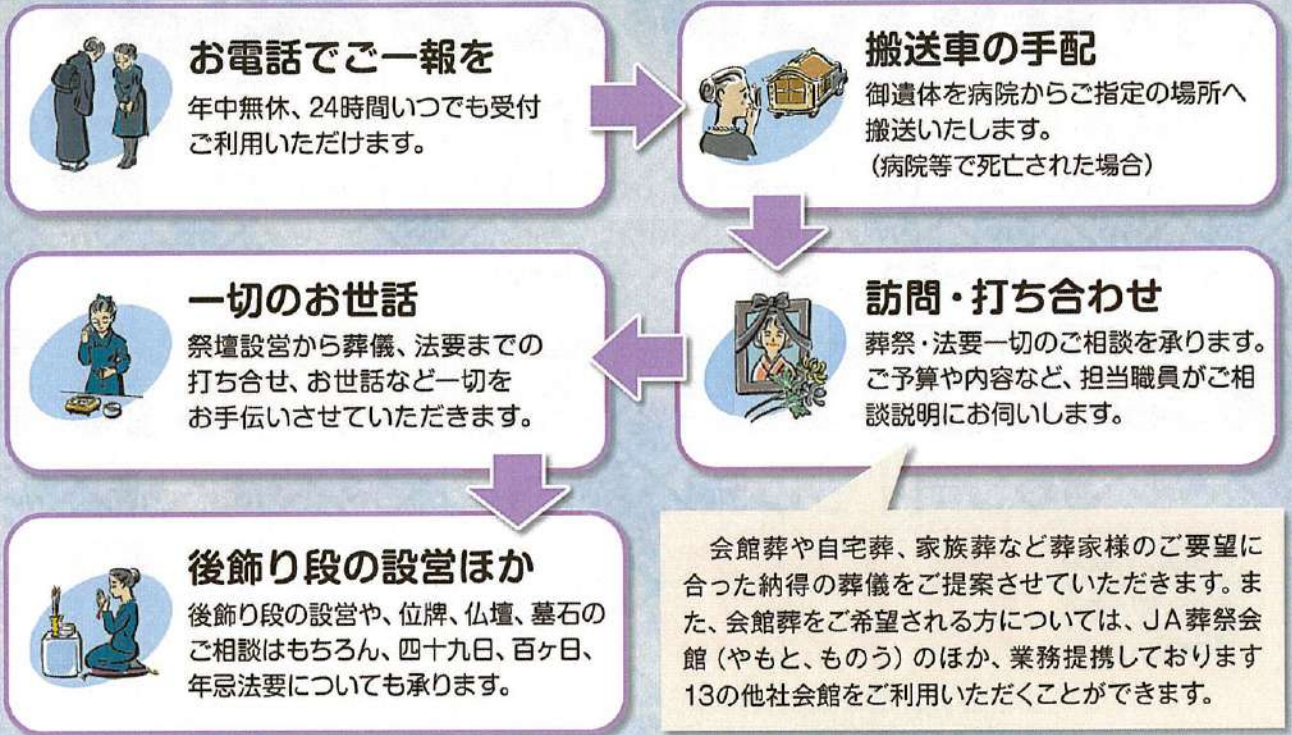 お電話でご一報を
年中無休、24時間いつでも受付
ご利用いただけます。
搬送車の手配
御遺体を病院からご指定の場所へ
搬送いたします。
(病院等で死亡された場合)
訪問・打ち合わせ
葬祭・法要一切のご相談を承ります。
ご予算や内容など、担当職員がご相
談説明にお伺いします。
会館葬や自宅葬、家族葬など葬家様のご要望に
合った納得の葬儀をご提案させていただきます。ま
た、会館葬をご希望される方については、JA葬祭会
館(やもと、ものう)のほか、業務提携しております
13の他社会館をご利用いただくことができます。
一切のお世話
祭壇設営から葬儀、法要までの
打ち合せ、お世話など一切を
お手伝いさせていただきます。
後飾り段の設営ほか
後飾り段の設営や、位牌、仏壇、墓石の
ご相談はもちろん、四十九日、百ヶ日、
年忌法要についても承ります。